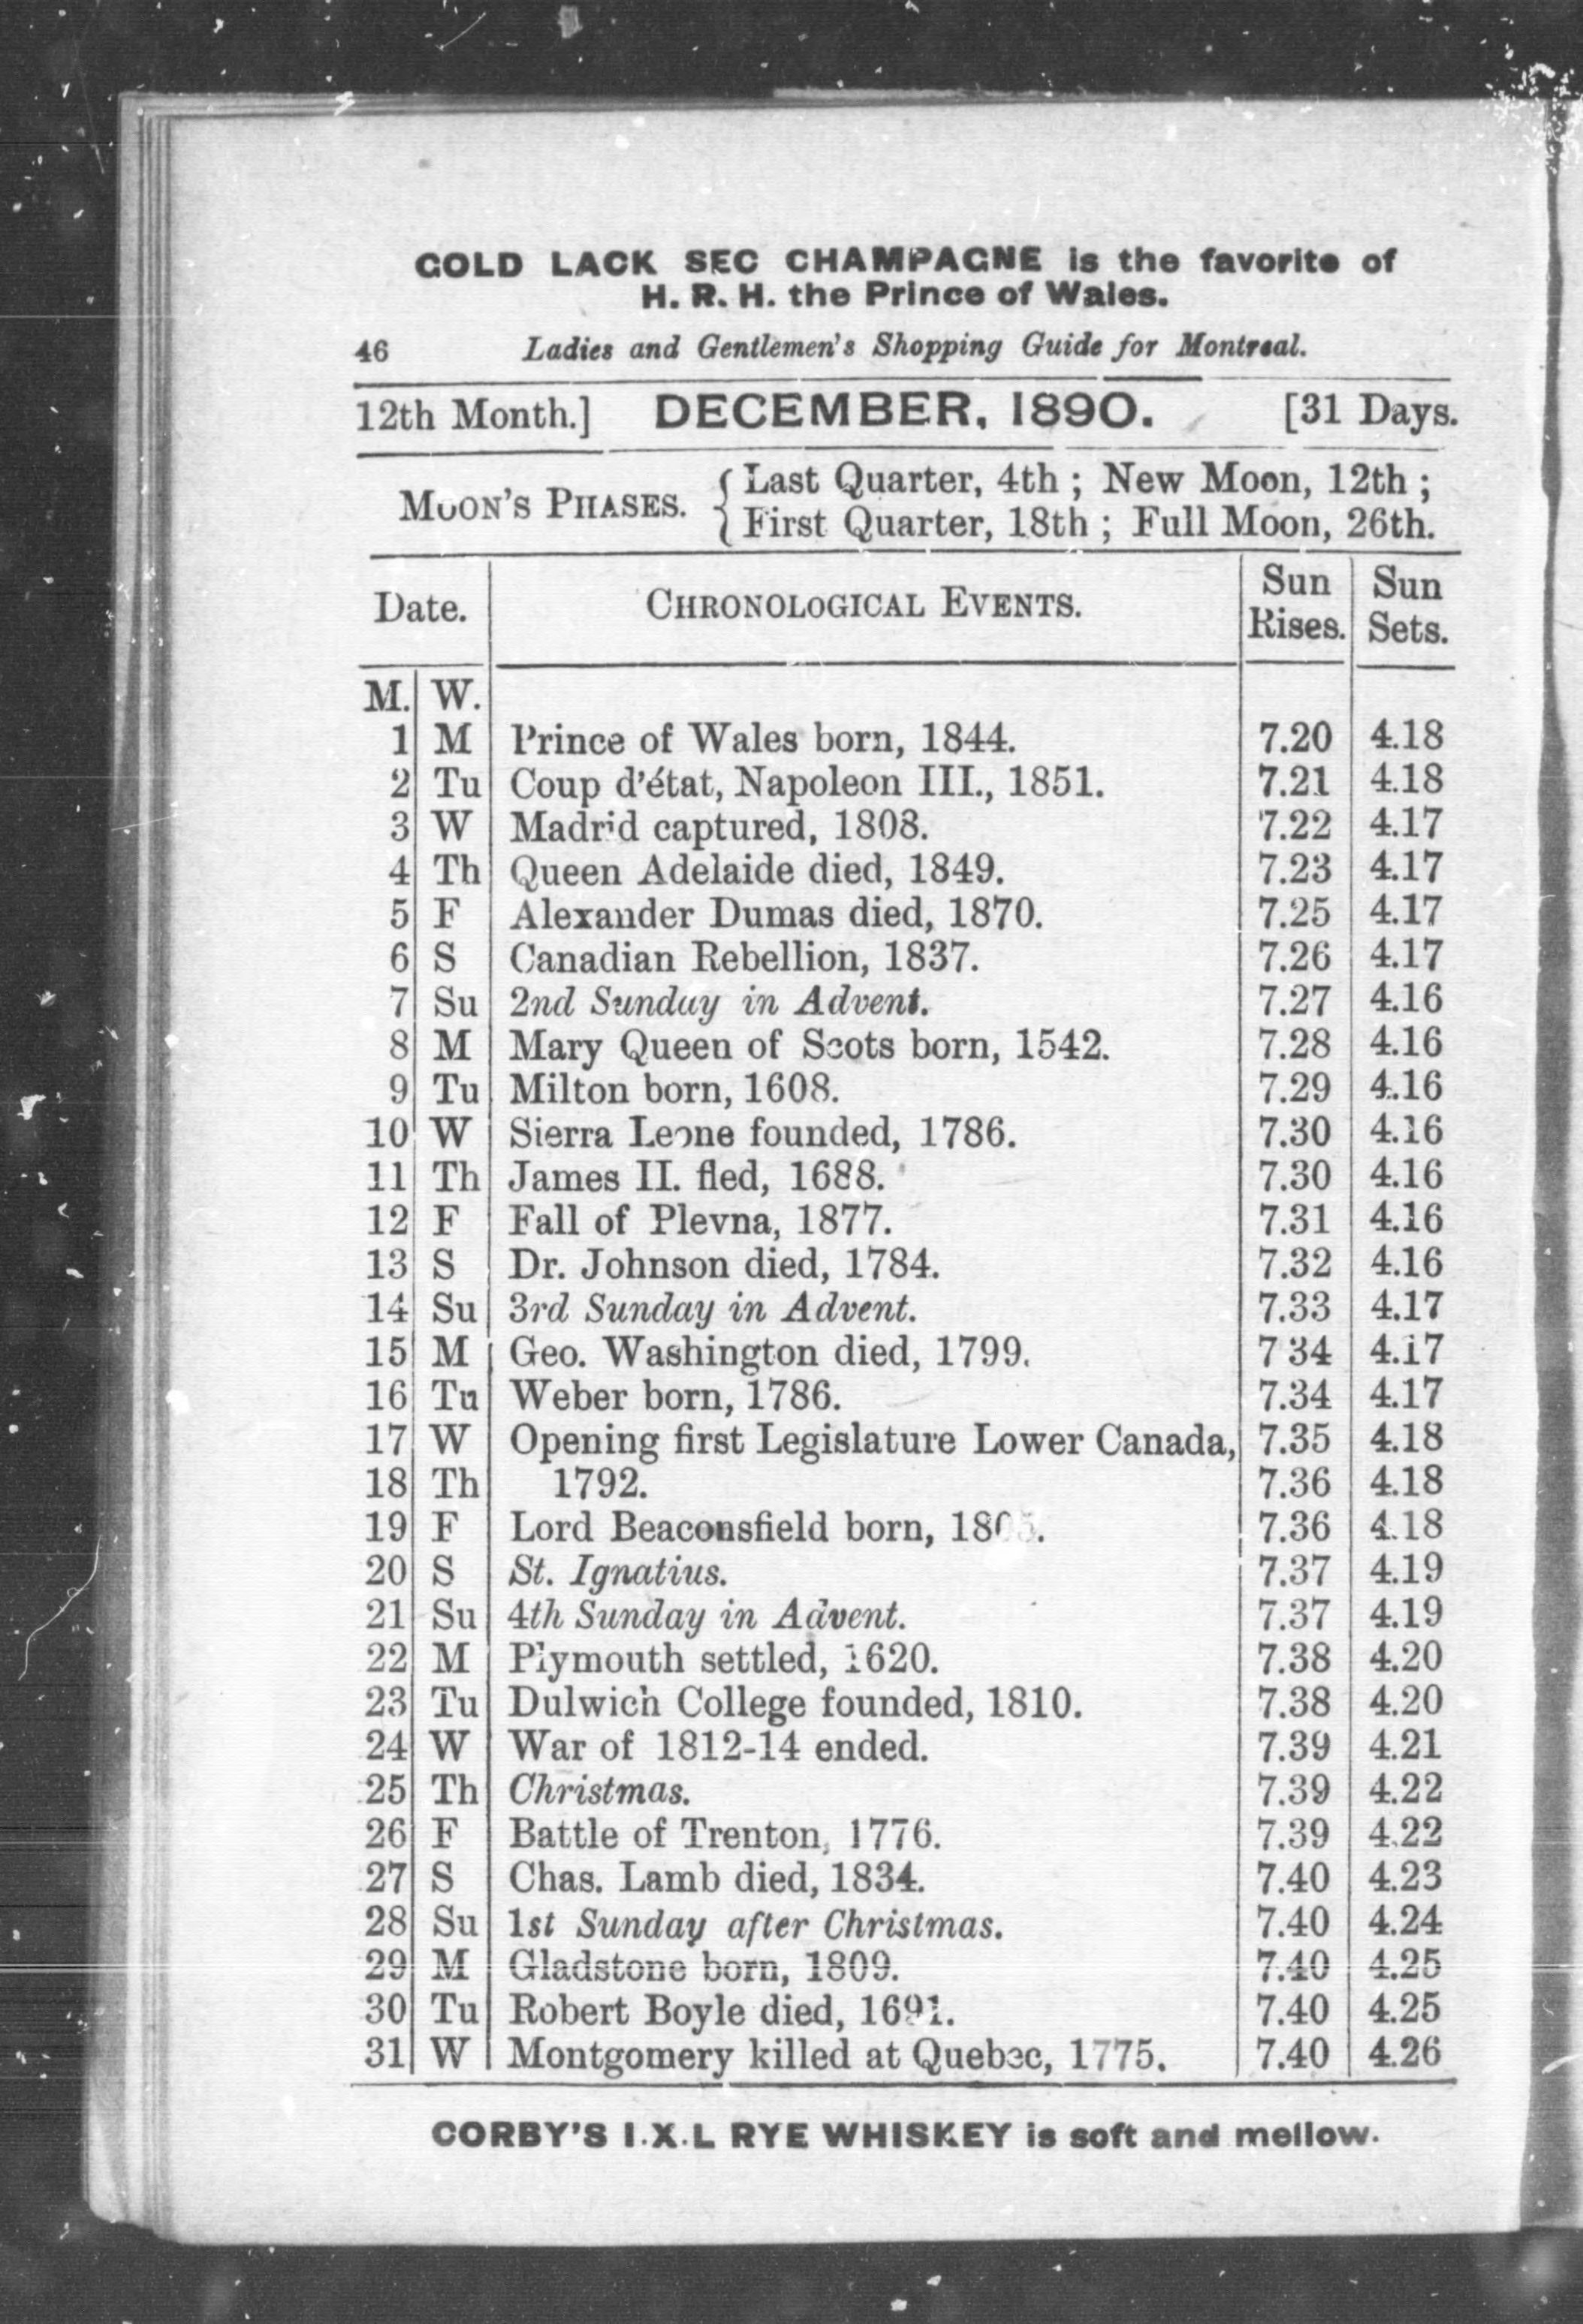 GOLD LACK SEC CHAMPAGNE is the favorite of
H. R. H. the Prince of Wales.
46 Ladies and Gentlemen's Shopping Guide for Montreal.
12th Month.] DECEMBER, 1890. [31 Days.
MOON'S PHASES. { Last Quarter, 4th ; New Moon, 12th ;
First Quarter, 18th ; Full Moon, 26th.
Date. CHRONOLOGICAL EVENTS. Sun Rises. Sun Sets.
M. W.
1 M Prince of Wales born, 1844. 7.20 4.18
2 Tu Coup d'état, Napoleon III., 1851. 7.21 4.18
3 W Madrid captured, 1808. 7.22 4.17
4 Th Queen Adelaide died, 1849. 7.23 4.17
5 F Alexander Dumas died, 1870. 7.25 4.17
6 S Canadian Rebellion, 1837. 7.26 4.17
7 Su 2nd Sunday in Advent. 7.27 4.16
8 M Mary Queen of Scots born, 1542. 7.28 4.16
9 Tu Milton born, 1608. 7.29 4.16
10 W Sierra Leone founded, 1786. 7.30 4.16
11 Th James II. fled, 1688. 7.30 4.16
12 F Fall of Plevna, 1877. 7.31 4.16
13 S Dr. Johnson died, 1784. 7.32 4.16
14 Su 3rd Sunday in Advent. 7.33 4.17
15 M Geo. Washington died, 1799. 7 34 4.17
16 Tu Weber born, 1786. 7.34 4.17
17 W Opening first Legislature Lower Canada, 7.35 4.18
18 Th 1792. 7.36 4.18
19 F Lord Beaconsfield born, 1805. 7.36 4.18
20 S St. Ignatius. 7.37 4.19
21 Su 4th Sunday in Advent. 7.37 4.19
22 M Plymouth settled, 1620. 7.38 4.20
23 Tu Dulwich College founded, 1810. 7.38 4.20
24 W War of 1812-14 ended. 7.39 4.21
25 Th Christmas. 7.39 4.22
26 F Battle of Trenton, 1776. 7.39 4.22
27 S Chas. Lamb died, 1834. 7.40 4.23
28 Su 1st Sunday after Christmas. 7.40 4.24
29 M Gladstone born, 1809. 7.40 4.25
30 Tu Robert Boyle died, 1691. 7.40 4.25
31 W Montgomery killed at Quebec, 1775. 7.40 4.26
CORBY'S I.X.L RYE WHISKEY is soft and mellow.